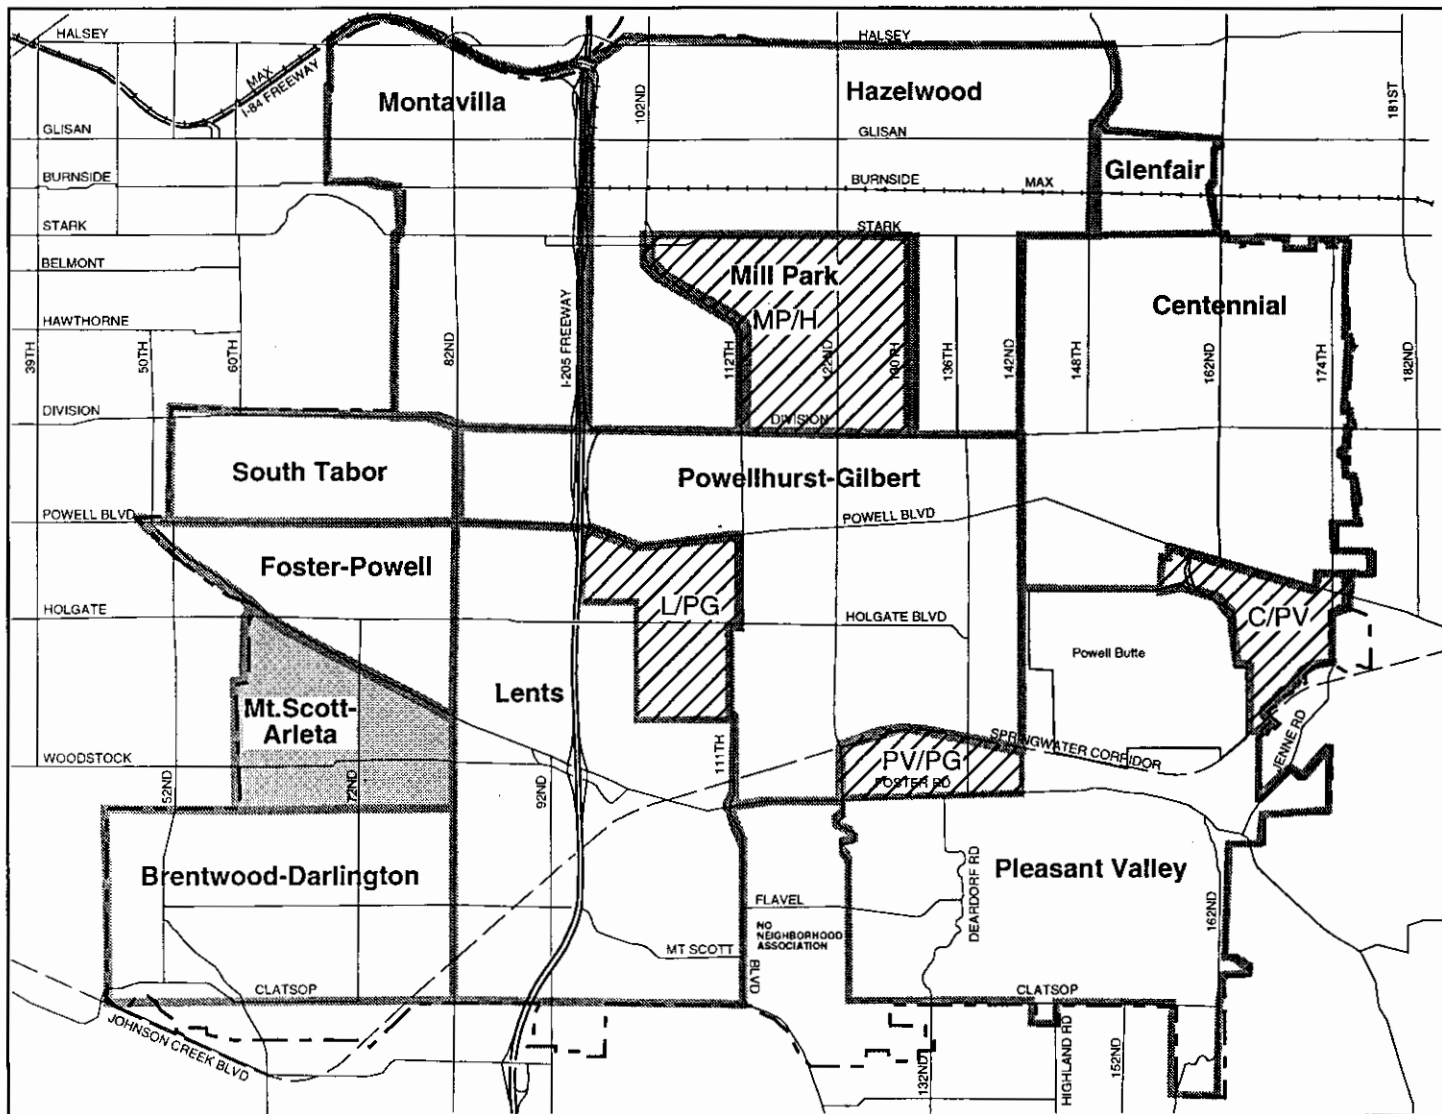 HALSEY
MAX
I-84 FREEWAY
Montavilla
102ND
HALSEY
Hazelwood
181ST
GLISAN
GLISAN
Glenfair
BURNSIDE
BURNSIDE
MAX
STARK
STARK
BELMONT
Mill Park
MP/H
Centennial
HAWTHORNE
39TH
50TH
60TH
82ND
I-205 FREEWAY
112TH
122ND
130TH
136TH
142ND
148TH
162ND
174TH
182ND
DIVISION
DIVISION
South Tabor
Powellhurst-Gilbert
POWELL BLVD
POWELL BLVD
Foster-Powell
HOLGATE
L/PG
HOLGATE BLVD
C/PV
Powell Butte
Lents
Mt.Scott-
Arleta
JENNE RD
SPRINGWATER CORRIDOR
WOODSTOCK
52ND
72ND
92ND
111TH
PV/PG
FOSTER RD
Brentwood-Darlington
Pleasant Valley
DEARDORF RD
162ND
FLAVEL
NO
NEIGHBORHOOD
ASSOCIATION
MT SCOTT
BLVD
CLATSOP
CLATSOP
JOHNSON CREEK BLVD
132ND
HIGHLAND RD
152ND